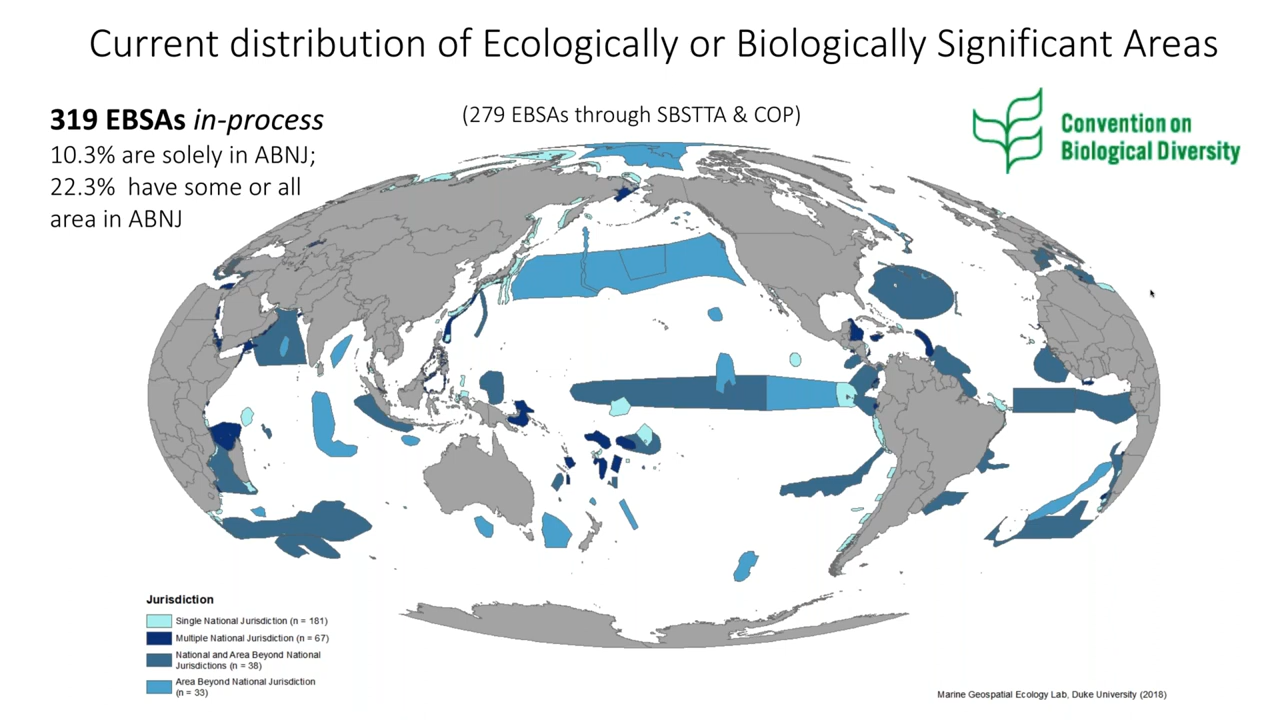 Current distribution of Ecologically or Biologically Significant Areas
319 EBSAs in-process
10.3% are solely in ABNJ;
22.3% have some or all
area in ABNJ
(279 EBSAs through SBSTTA & COP)
Convention on
Biological Diversity
Jurisdiction
Single National Jurisdiction (n = 181)
Multiple National Jurisdiction (n = 67)
National and Area Beyond National
Jurisdictions (n = 38)
Area Beyond National Jurisdiction
(n = 33)
Marine Geospatial Ecology Lab, Duke University (2018)